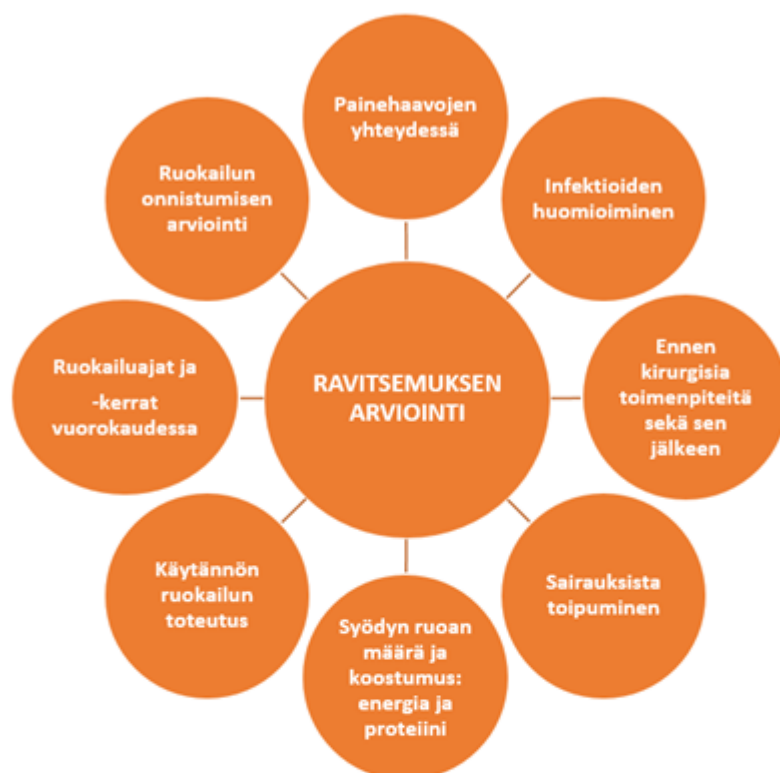 Painehaavojen
yhteydessä
Infektioiden
huomioiminen
Ennen
kirurgisia
toimenpiteitä
sekä sen
jälkeen
Sairauksista
toipuminen
Syödyn ruoan
määrä ja
koostumus:
energia ja
proteiini
Käytännön
ruokailun
toteutus
Ruokailuajat ja
-kerrat
vuorokaudessa
Ruokailun
onnistumisen
arviointi
RAVITSEMUKSEN
ARVIOINTI